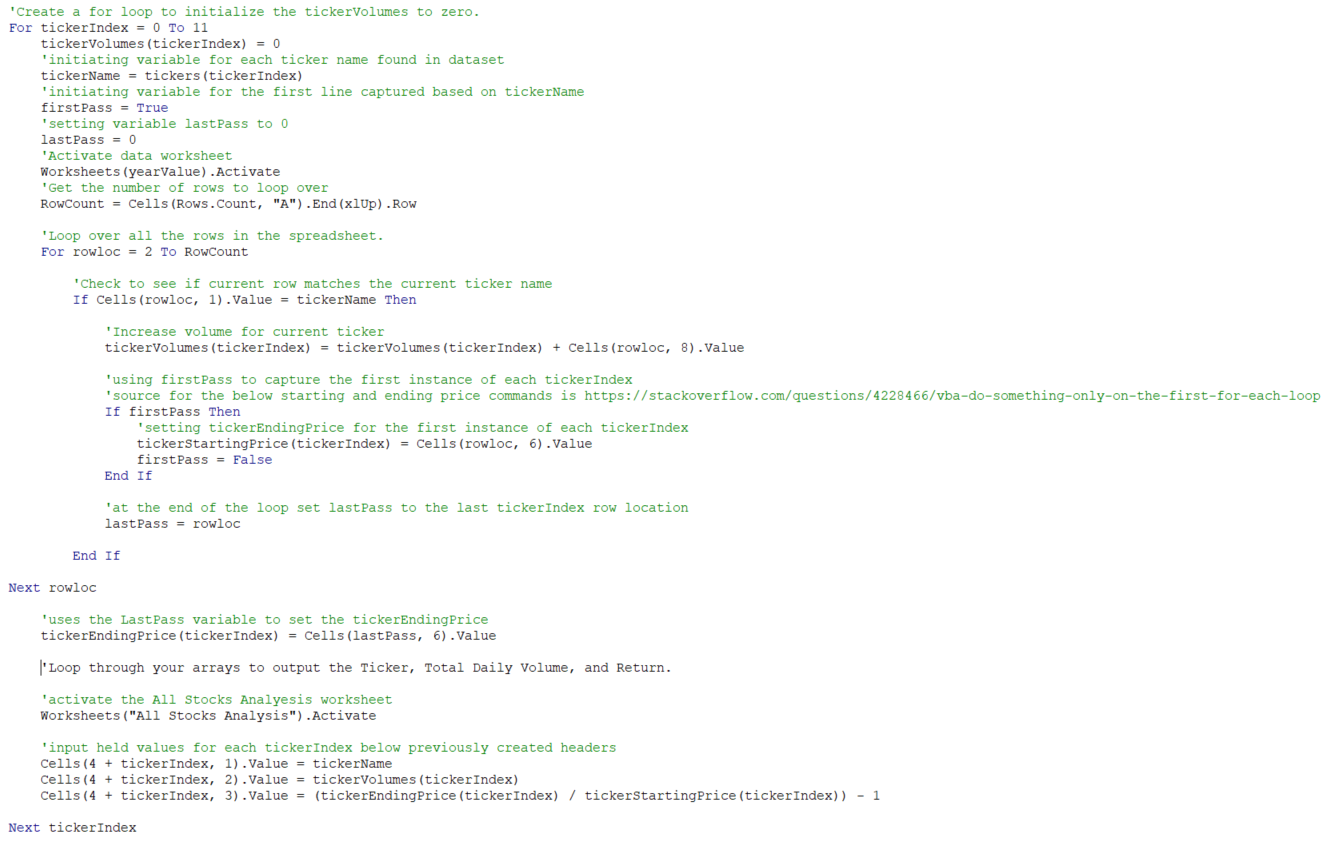 'Create a for loop to initialize the tickerVolumes to zero.
For tickerIndex = 0 To 11
    tickerVolumes(tickerIndex) = 0
    'initiating variable for each ticker name found in dataset
    tickerName = tickers(tickerIndex)
    'initiating variable for the first line captured based on tickerName
    firstPass = True
    'setting variable lastPass to 0
    lastPass = 0
    'Activate data worksheet
    Worksheets(yearValue).Activate
    'Get the number of rows to loop over
    RowCount = Cells(Rows.Count, "A").End(xlUp).Row
    'Loop over all the rows in the spreadsheet.
    For rowloc = 2 To RowCount
        'Check to see if current row matches the current ticker name
        If Cells(rowloc, 1).Value = tickerName Then
            'Increase volume for current ticker
            tickerVolumes(tickerIndex) = tickerVolumes(tickerIndex) + Cells(rowloc, 8).Value
            'using firstPass to capture the first instance of each tickerIndex
            'source for the below starting and ending price commands is https://stackoverflow.com/questions/4228466/vba-do-something-only-on-the-first-for-each-loop
            If firstPass Then
                'setting tickerEndingPrice for the first instance of each tickerIndex
                tickerStartingPrice(tickerIndex) = Cells(rowloc, 6).Value
                firstPass = False
            End If
            'at the end of the loop set lastPass to the last tickerIndex row location
            lastPass = rowloc
        End If
Next rowloc
    'uses the LastPass variable to set the tickerEndingPrice
    tickerEndingPrice(tickerIndex) = Cells(lastPass, 6).Value
    'Loop through your arrays to output the Ticker, Total Daily Volume, and Return.
    'activate the All Stocks Analyesis worksheet
    Worksheets("All Stocks Analysis").Activate
    'input held values for each tickerIndex below previously created headers
    Cells(4 + tickerIndex, 1).Value = tickerName
    Cells(4 + tickerIndex, 2).Value = tickerVolumes(tickerIndex)
    Cells(4 + tickerIndex, 3).Value = (tickerEndingPrice(tickerIndex) / tickerStartingPrice(tickerIndex)) - 1
Next tickerIndex